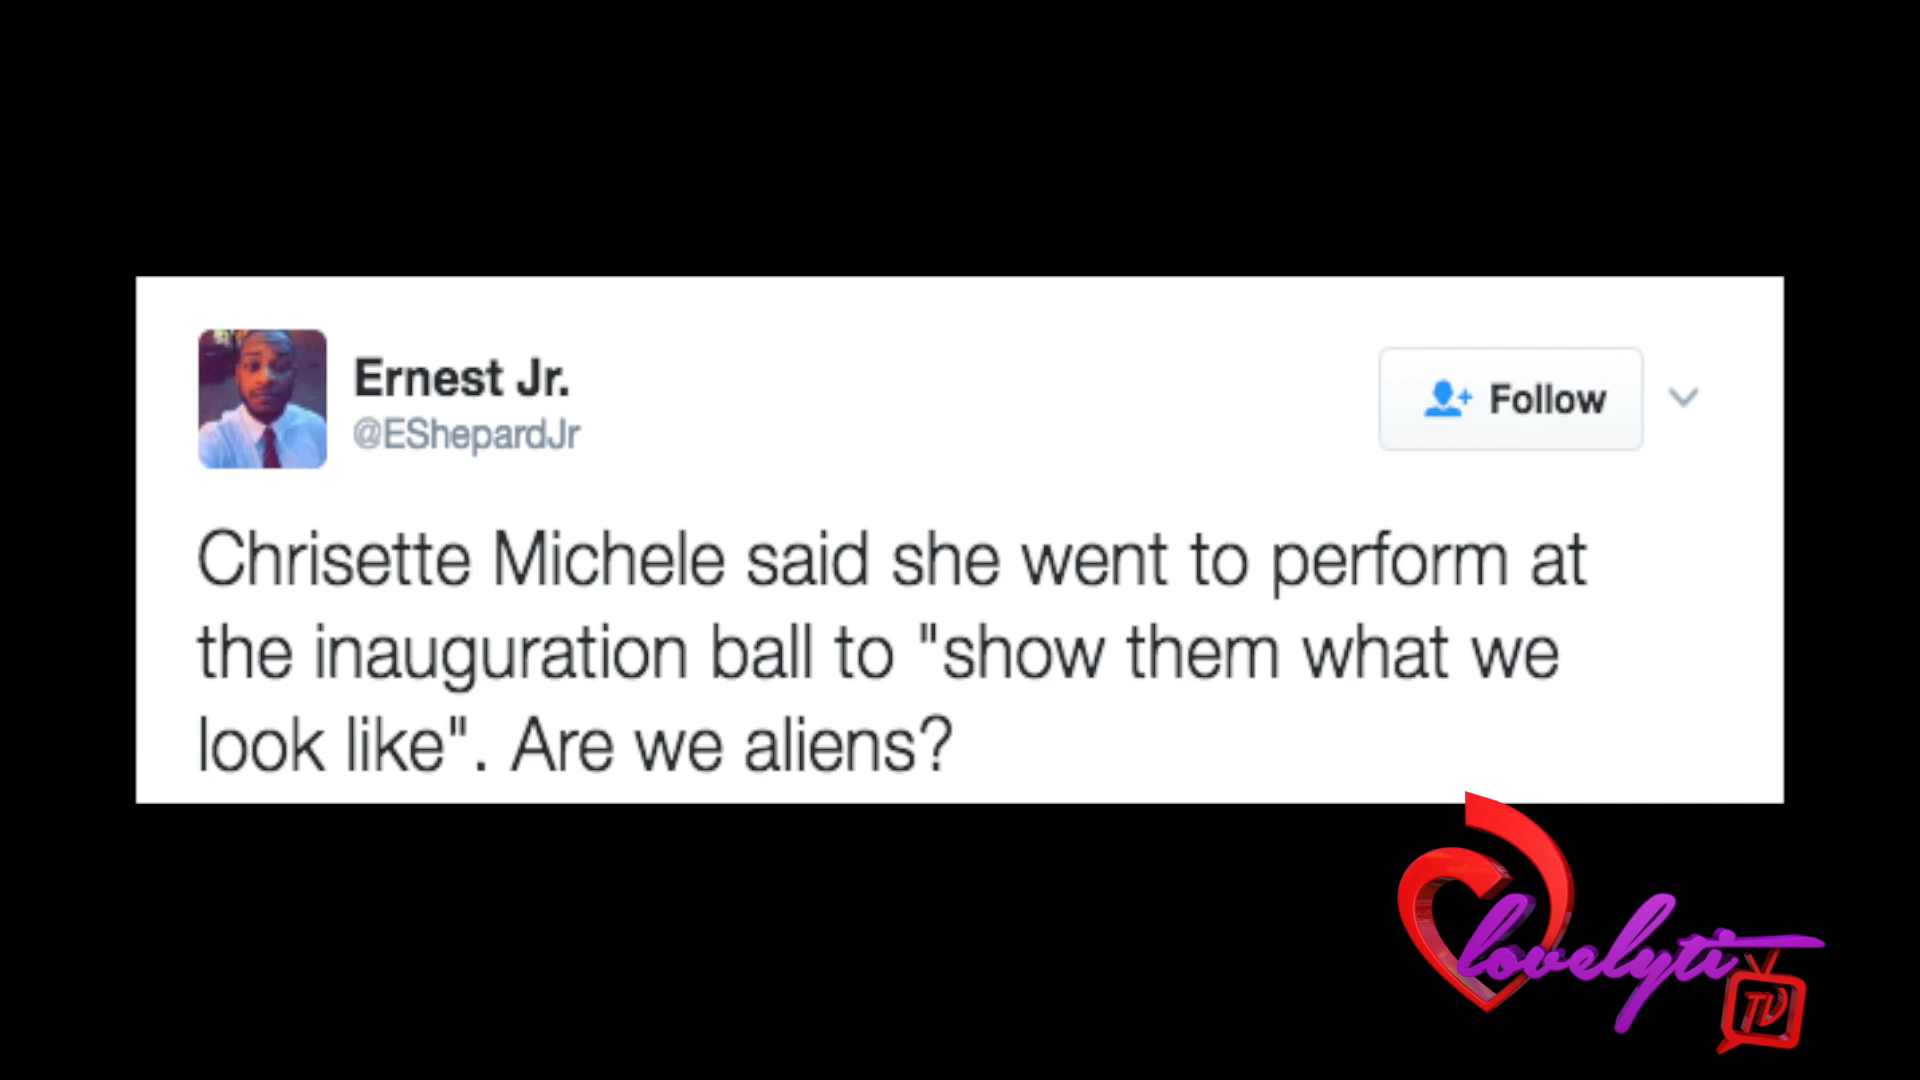 Ernest Jr.
@EShepardJr
Follow
Chrisette Michele said she went to perform at
the inauguration ball to "show them what we
look like". Are we aliens?
lovelyti
TV